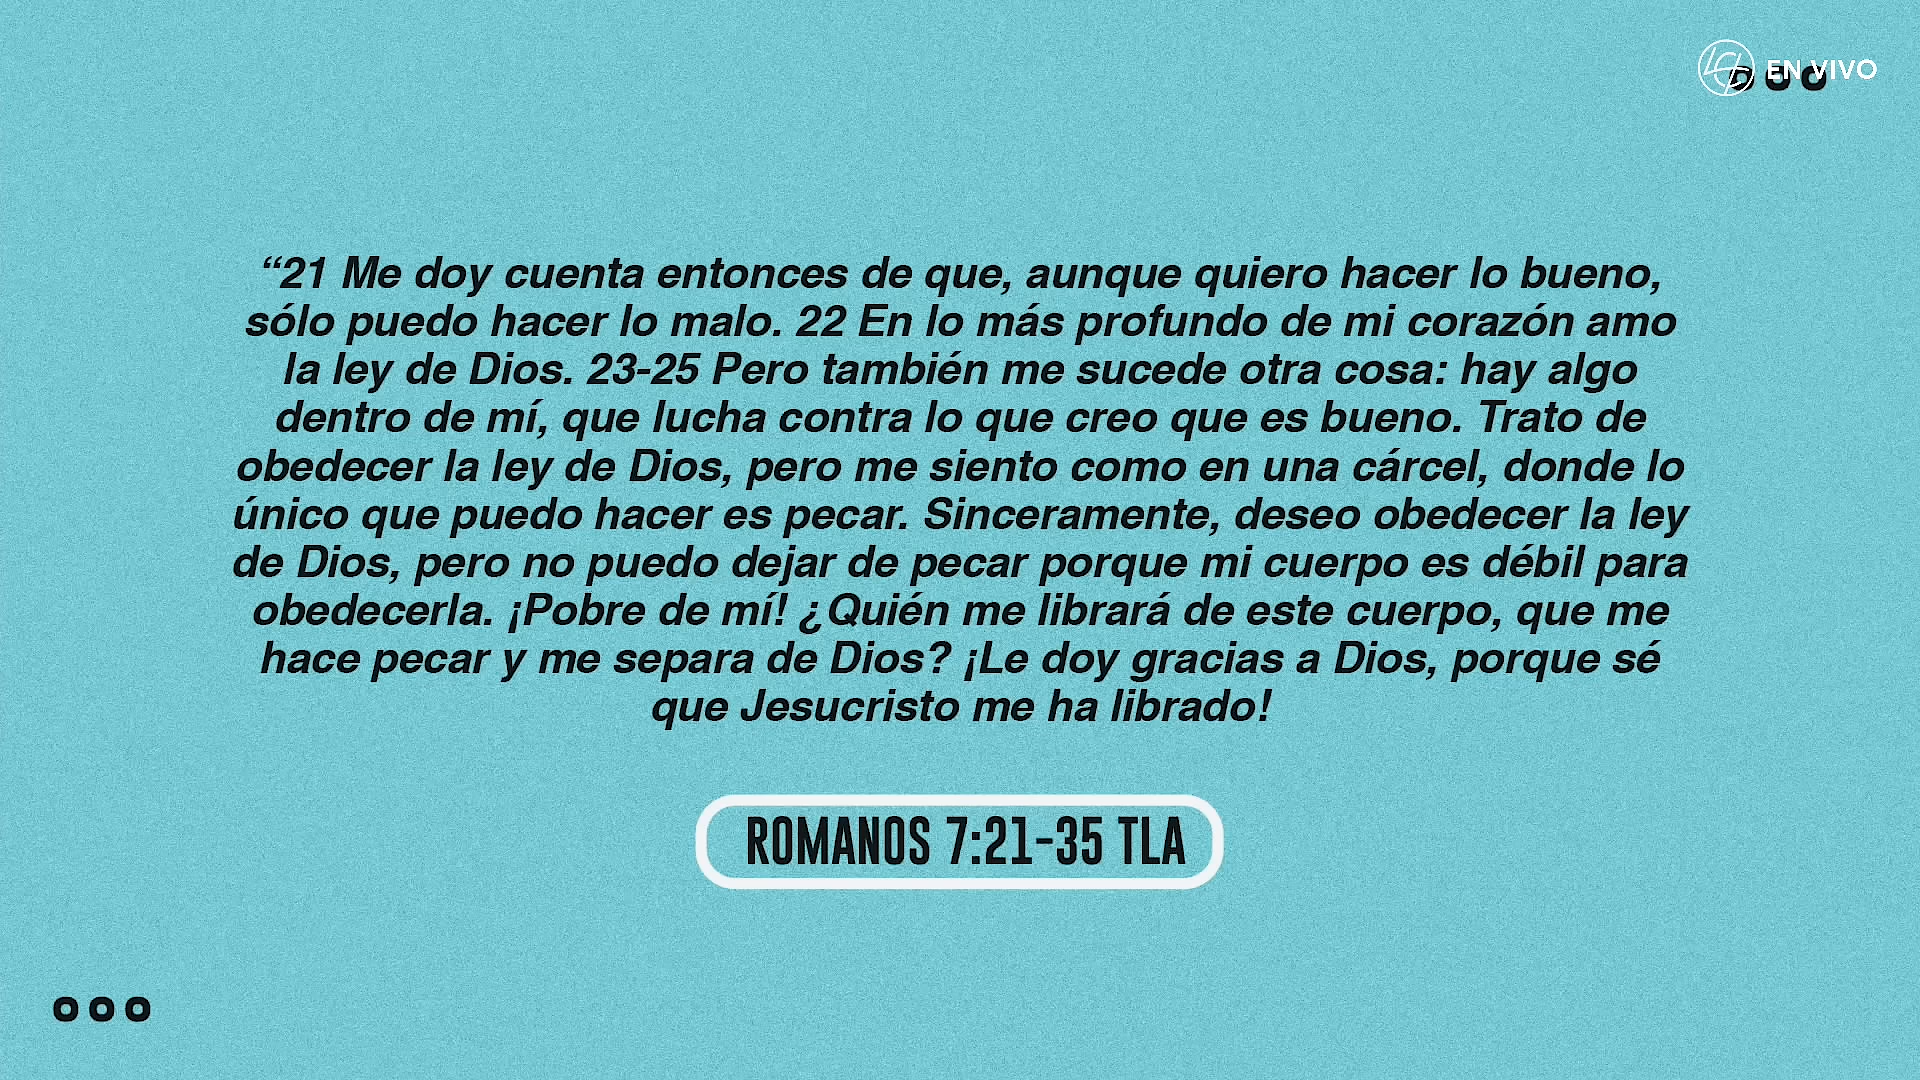 EN VIVO
“21 Me doy cuenta entonces de que, aunque quiero hacer lo bueno,
sólo puedo hacer lo malo. 22 En lo más profundo de mi corazón amo
la ley de Dios. 23-25 Pero también me sucede otra cosa: hay algo
dentro de mí, que lucha contra lo que creo que es bueno. Trato de
obedecer la ley de Dios, pero me siento como en una cárcel, donde lo
único que puedo hacer es pecar. Sinceramente, deseo obedecer la ley
de Dios, pero no puedo dejar de pecar porque mi cuerpo es débil para
obedecerla. ¡Pobre de mí! ¿Quién me librará de este cuerpo, que me
hace pecar y me separa de Dios? ¡Le doy gracias a Dios, porque sé
que Jesucristo me ha librado!
ROMANOS 7:21-35 TLA